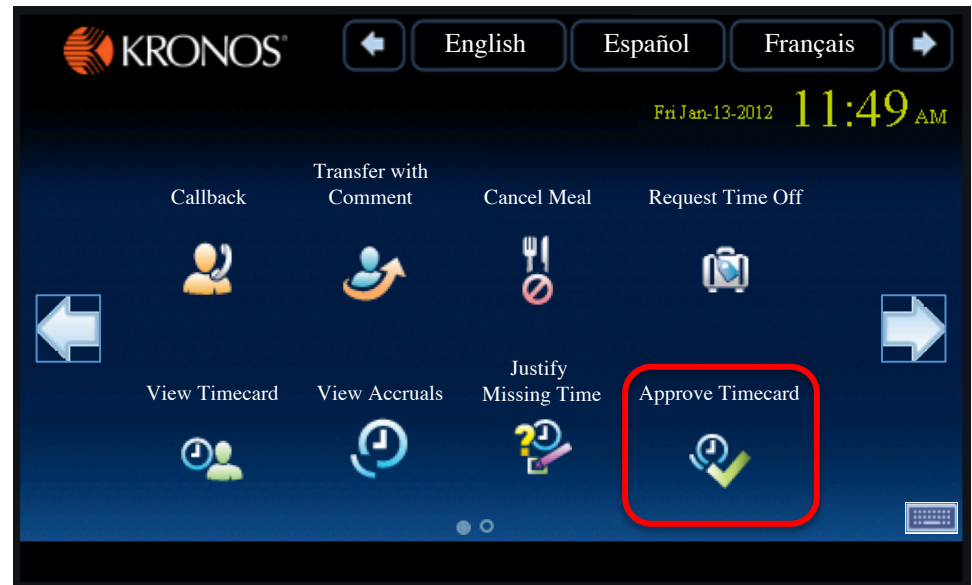 KRONOS
English
Español
Français
Fri Jan-13-2012 11:49 AM
Callback
Transfer with
Comment
Cancel Meal
Request Time Off
View Timecard
View Accruals
Justify
Missing Time
Approve Timecard